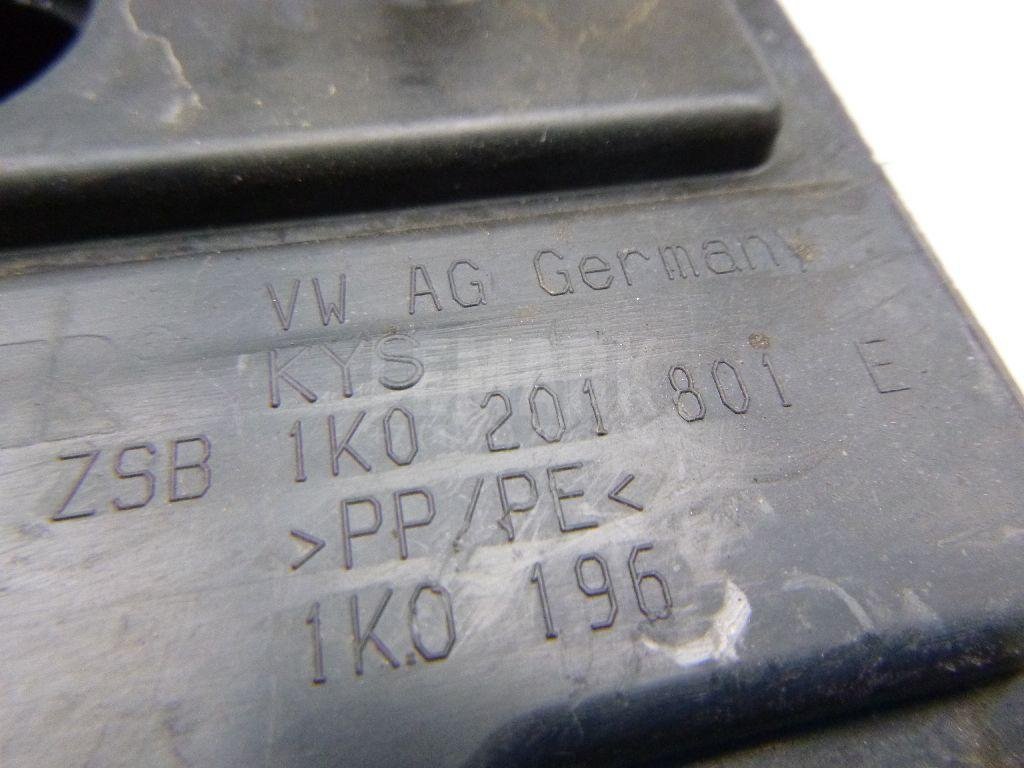 VW AG Germany
KYS
ZSB 1K0 201 801 E
>PP/PE<
1K0 196